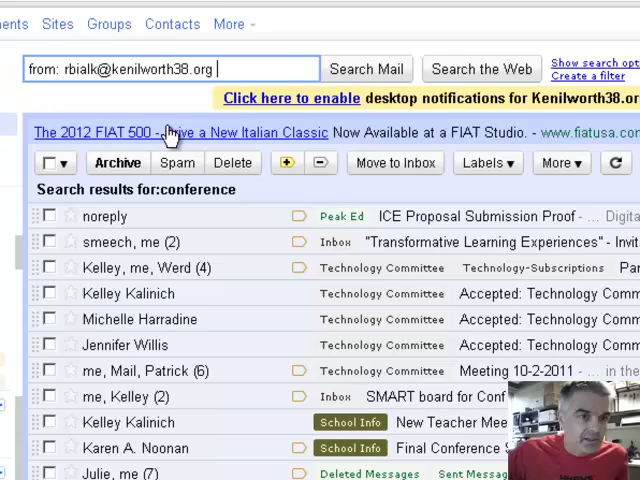 ents Sites Groups Contacts More
from: rbialk@kenilworth38.org Search Mail Search the Web Show search opt
Create a filter
Click here to enable desktop notifications for Kenilworth38.or
The 2012 FIAT 500 - rive a New Italian Classic Now Available at a FIAT Studio. - www.fiatusa.com
Archive Spam Delete Move to Inbox Labels More
Search results for:conference
noreply Peak Ed ICE Proposal Submission Proof - ... Digita
smeech, me (2) Inbox "Transformative Learning Experiences" - Invit
Kelley, me, Werd (4) Technology Committee Technology-Subscriptions Par
Kelley Kalinich Technology Committee Accepted: Technology Comm
Michelle Harradine Technology Committee Accepted: Technology Comm
Jennifer Willis Technology Committee Accepted: Technology Comm
me, Mail, Patrick (6) Technology Committee Meeting 10-2-2011 - ... in the
me, Kelley (2) Inbox SMART board for Conf
Kelley Kalinich School Info New Teacher Mee
Karen A. Noonan School Info Final Conference S
Julie, me (7) Deleted Messages Sent Messag